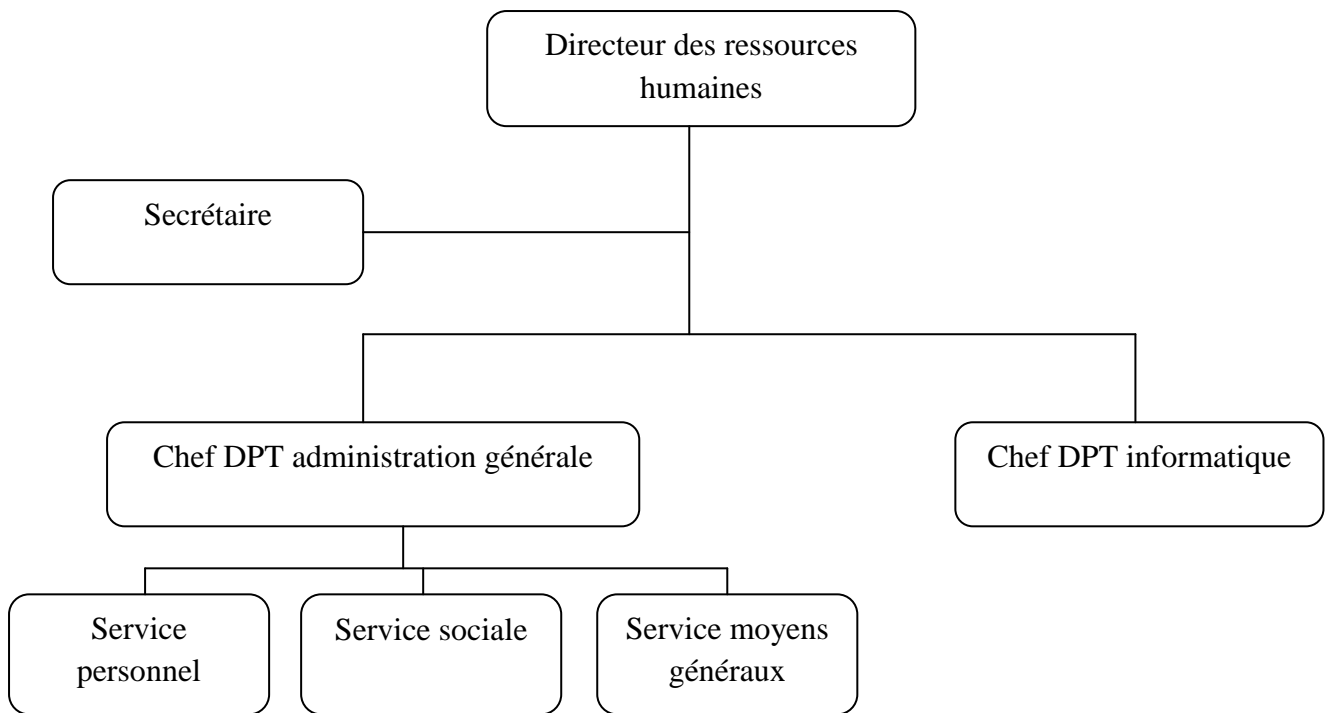 Directeur des ressources
humaines
Secrétaire
Chef DPT administration générale
Chef DPT informatique
Service
personnel
Service sociale
Service moyens
généraux